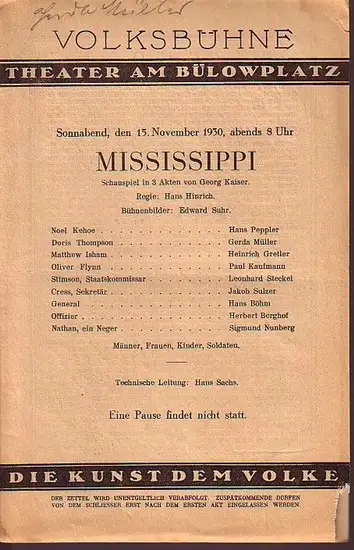 Gerda Müller
VOLKSBÜHNE
THEATER AM BÜLOWPLATZ
Sonnabend, den 15. November 1930, abends 8 Uhr
MISSISSIPPI
Schauspiel in 3 Akten von Georg Kaiser.
Regie: Hans Hinrich.
Bühnenbilder: Edward Suhr.
Noel Kehoe . . . . . . . . . . . Hans Peppler
Doris Thompson . . . . . . . . . . Gerda Müller
Matthew Isham . . . . . . . . . . . Heinrich Gretler
Oliver Flynn . . . . . . . . . . . Paul Kaufmann
Stimson, Staatskommissar . . . . . . . Leonhard Steckel
Cress, Sekretär . . . . . . . . . . . Jakob Sulzer
General . . . . . . . . . . . . . Hans Böhm
Offizier . . . . . . . . . . . . . Herbert Berghof
Nathan, ein Neger . . . . . . . . . . Sigmund Nunberg
Männer, Frauen, Kinder, Soldaten.
Technische Leitung: Hans Sachs.
Eine Pause findet nicht statt.
DIE KUNST DEM VOLKE
DER ZETTEL WIRD UNENTGELTLICH VERABFOLGT. ZUSPÄTKOMMENDE DÜRFEN
VON DEM SCHLIESSER ERST NACH DEM ERSTEN AKT EINGELASSEN WERDEN.